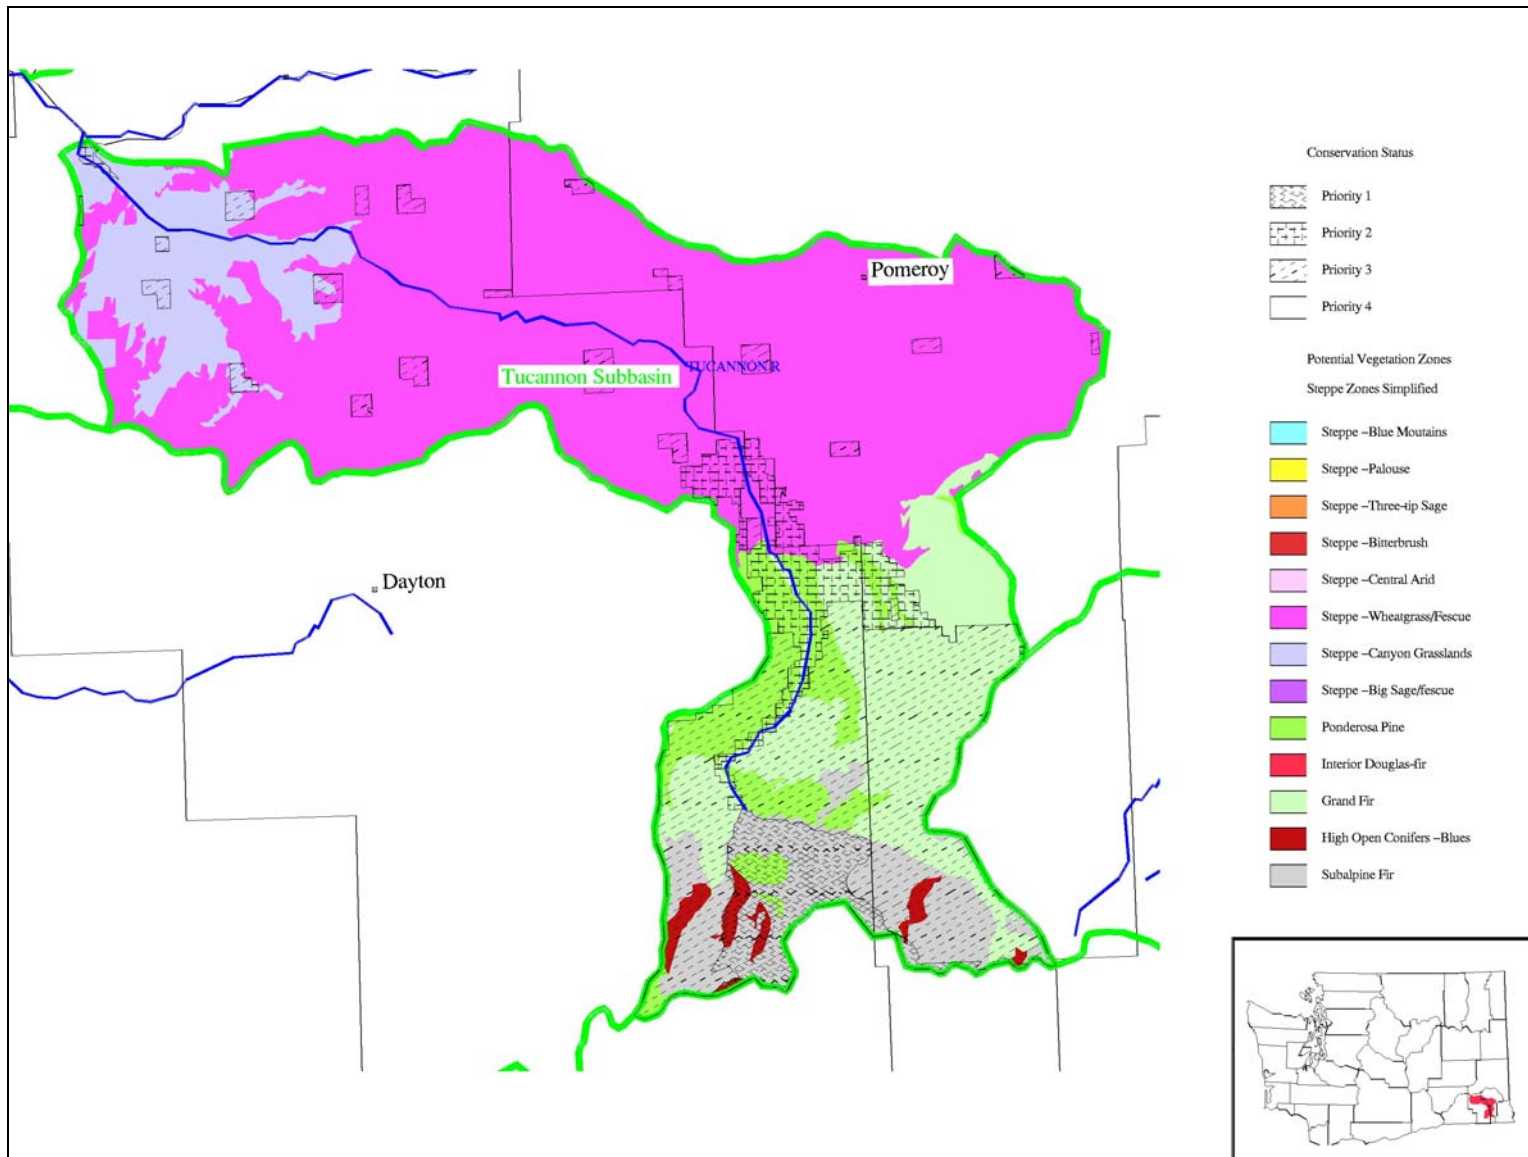 Conservation Status
Priority 1
Priority 2
Priority 3
Priority 4
Pomeroy
Potential Vegetation Zones
TUCANNON R
Tucannon Subbasin
Steppe Zones Simplified
Steppe –Blue Moutains
Steppe –Palouse
Steppe –Three-tip Sage
Steppe –Bitterbrush
Dayton
Steppe –Central Arid
Steppe –Wheatgrass/Fescue
Steppe –Canyon Grasslands
Steppe –Big Sage/fescue
Ponderosa Pine
Interior Douglas-fir
Grand Fir
High Open Conifers –Blues
Subalpine Fir